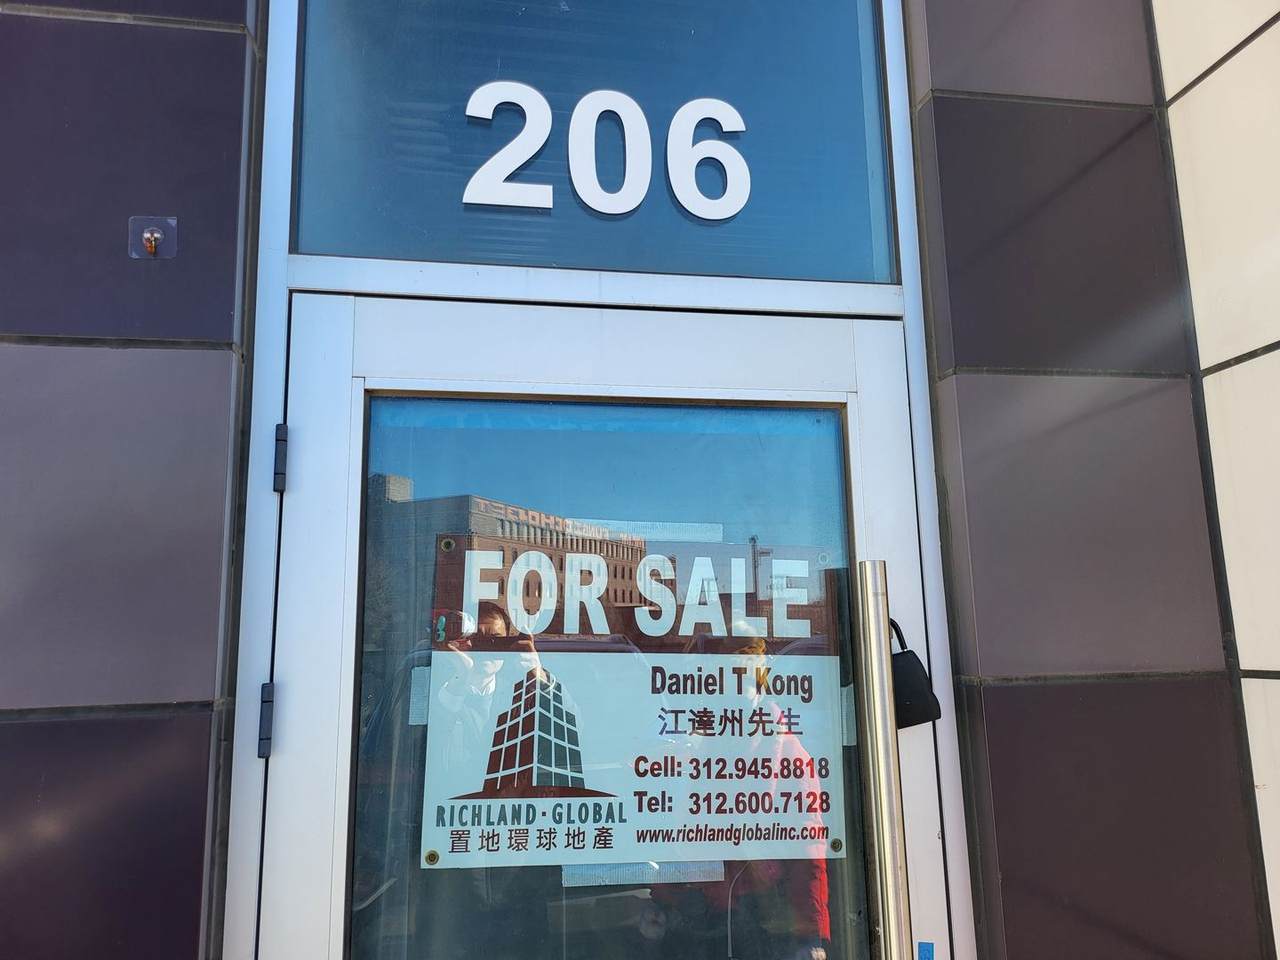 206
FOR SALE
Daniel T Kong
江達州先生
Cell: 312.945.8818
Tel: 312.600.7128
www.richlandglobalinc.com
RICHLAND·GLOBAL
置地環球地產